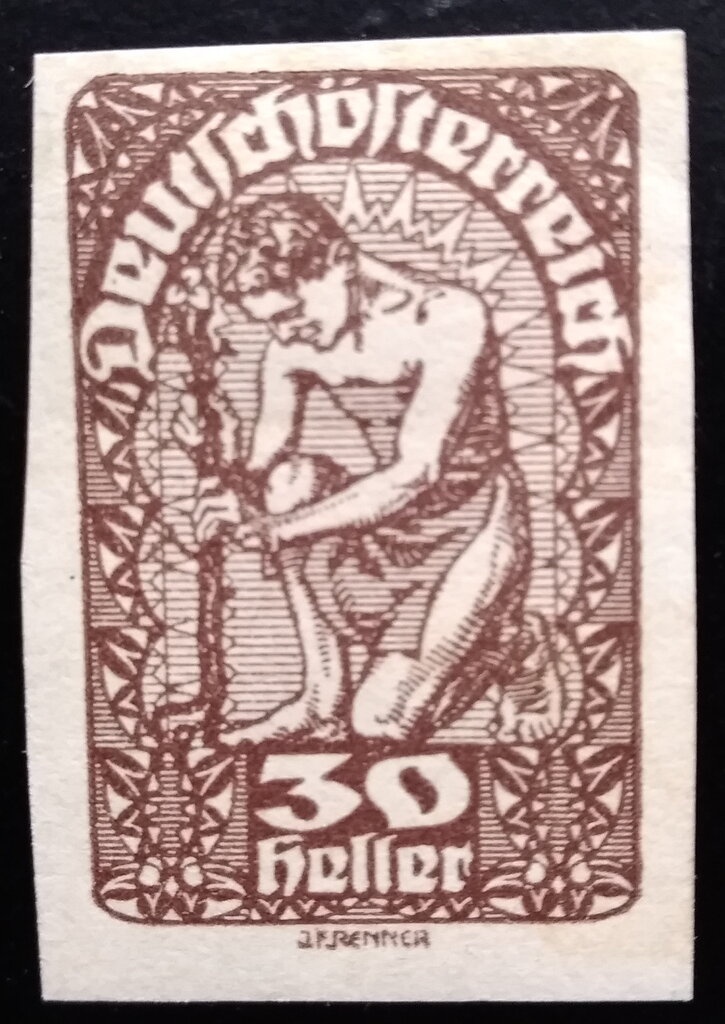 Deutschösterreich
30
Heller
J.F.RENNER